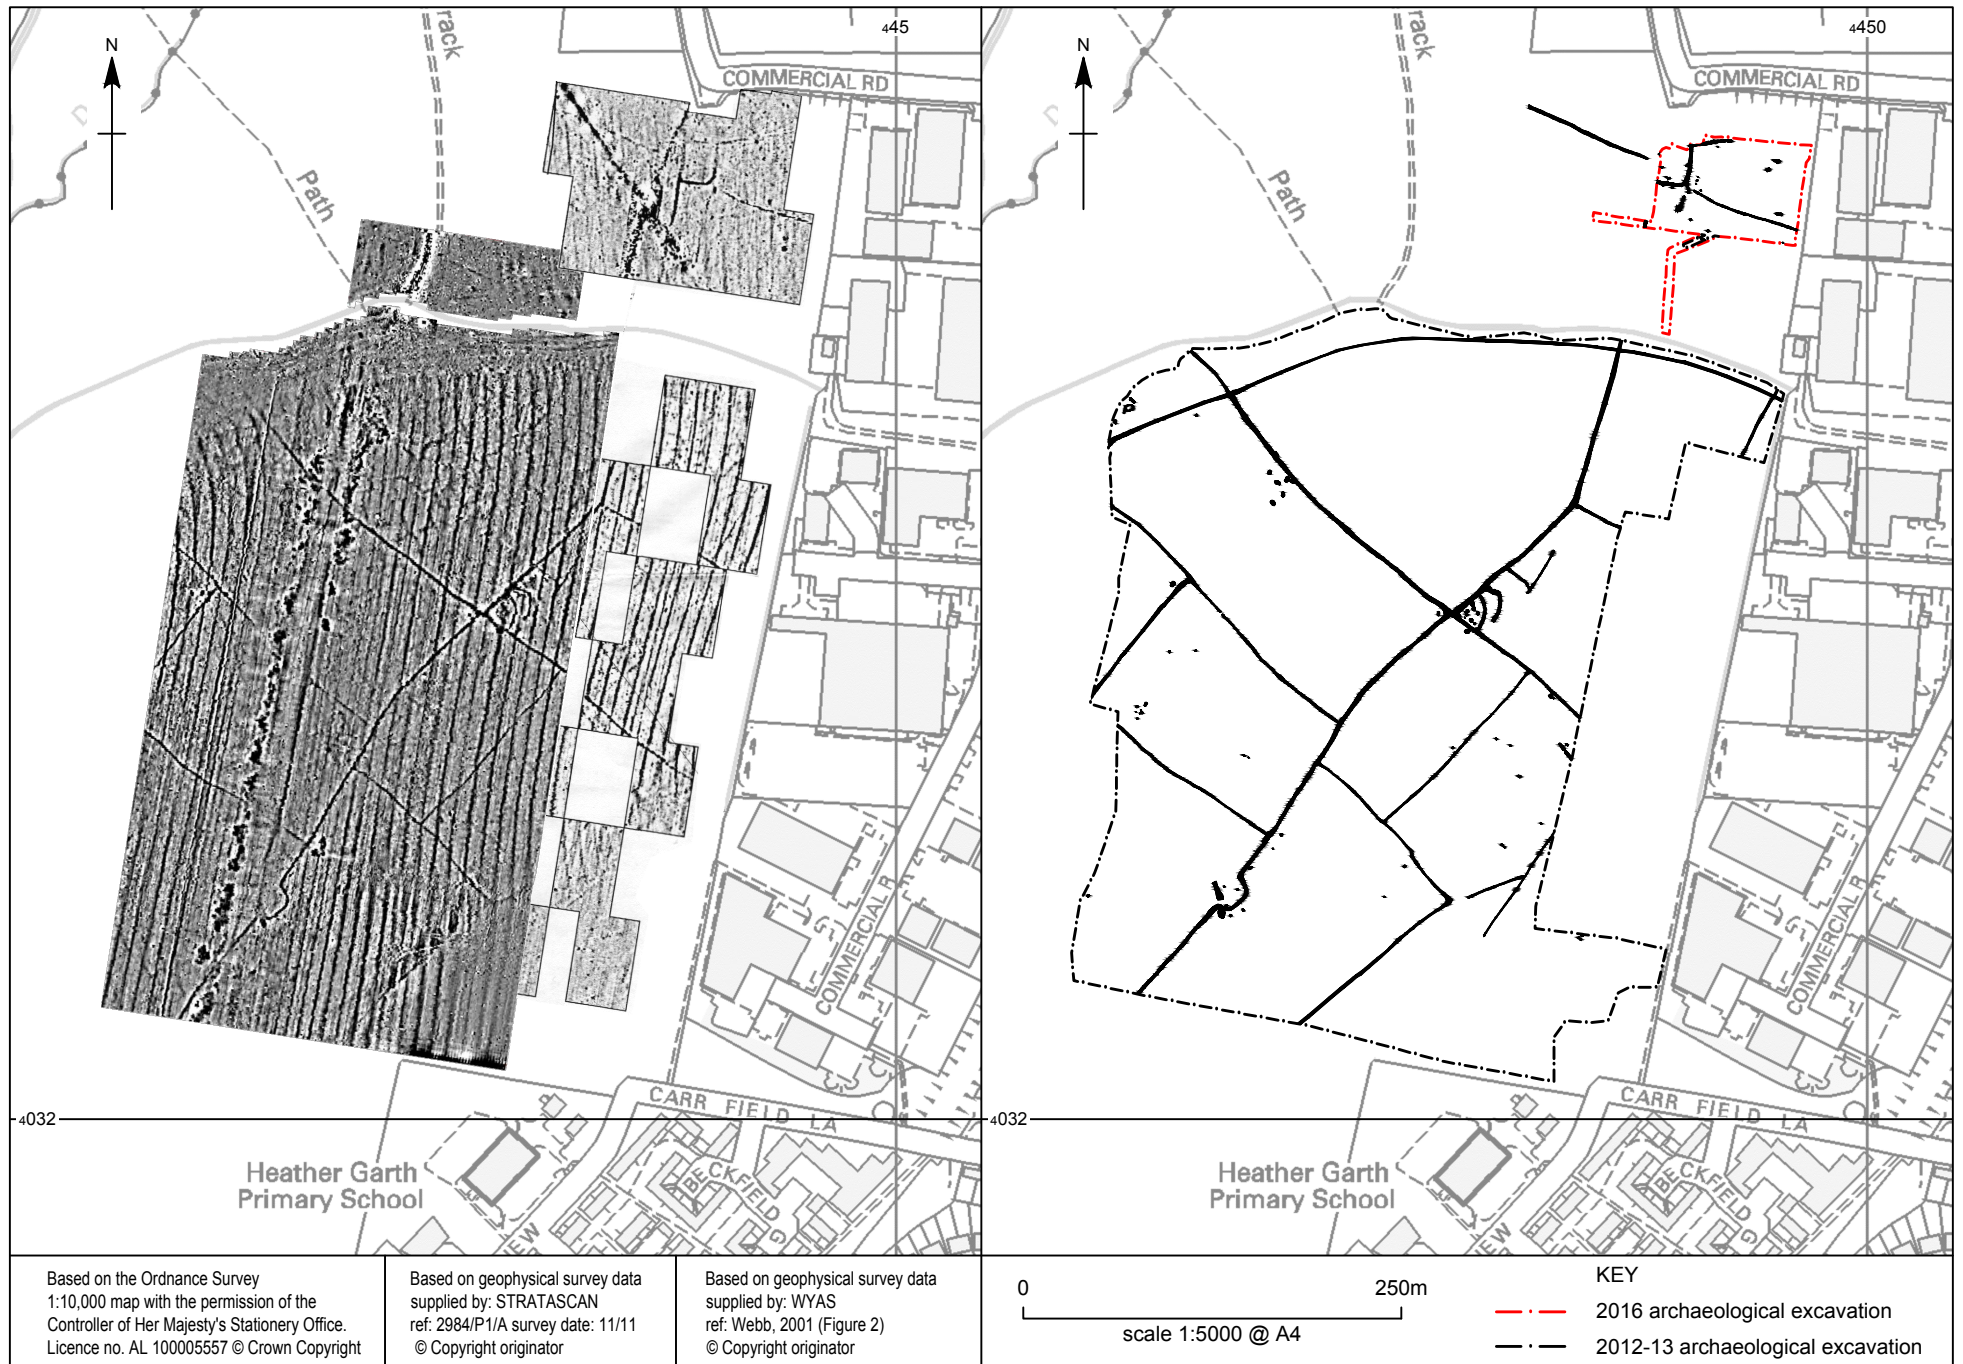 N
rack
445
COMMERCIAL RD
D
Path
COMMERCIAL R
4032
CARR FIELD LA
Heather Garth
Primary School
BECKFIELD G
EW
N
rack
4450
COMMERCIAL RD
D
Path
COMMERCIAL R
4032
CARR FIELD LA
Heather Garth
Primary School
BECKFIELD G
EW
Based on the Ordnance Survey
1:10,000 map with the permission of the
Controller of Her Majesty's Stationery Office.
Licence no. AL 100005557 © Crown Copyright
Based on geophysical survey data
supplied by: STRATASCAN
ref: 2984/P1/A survey date: 11/11
© Copyright originator
Based on geophysical survey data
supplied by: WYAS
ref: Webb, 2001 (Figure 2)
© Copyright originator
0 250m
scale 1:5000 @ A4
KEY
2016 archaeological excavation
2012-13 archaeological excavation